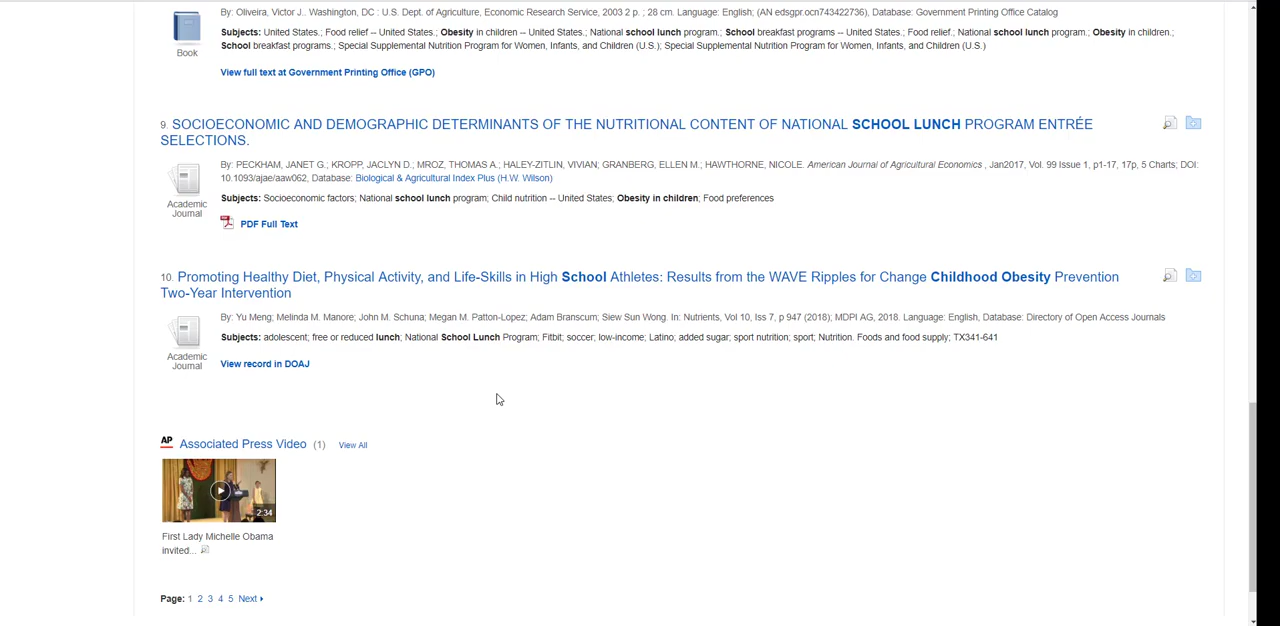 By: Oliveira, Victor J.. Washington, DC : U.S. Dept. of Agriculture, Economic Research Service, 2003 2 p. ; 28 cm. Language: English; (AN edsgpr.ocn743422736), Database: Government Printing Office Catalog
Subjects: United States.; Food relief -- United States.; Obesity in children -- United States.; National school lunch program.; School breakfast programs -- United States.; Food relief.; National school lunch program.; Obesity in children.;
School breakfast programs.; Special Supplemental Nutrition Program for Women, Infants, and Children (U.S.); Special Supplemental Nutrition Program for Women, Infants, and Children (U.S.)
Book
View full text at Government Printing Office (GPO)
9. SOCIOECONOMIC AND DEMOGRAPHIC DETERMINANTS OF THE NUTRITIONAL CONTENT OF NATIONAL SCHOOL LUNCH PROGRAM ENTRÉE
SELECTIONS.
By: PECKHAM, JANET G.; KROPP, JACLYN D.; MROZ, THOMAS A.; HALEY-ZITLIN, VIVIAN; GRANBERG, ELLEN M.; HAWTHORNE, NICOLE. American Journal of Agricultural Economics , Jan2017, Vol. 99 Issue 1, p1-17, 17p, 5 Charts; DOI:
10.1093/ajae/aaw062, Database: Biological & Agricultural Index Plus (H.W. Wilson)
Subjects: Socioeconomic factors; National school lunch program; Child nutrition -- United States; Obesity in children; Food preferences
Academic
Journal
PDF Full Text
10. Promoting Healthy Diet, Physical Activity, and Life-Skills in High School Athletes: Results from the WAVE Ripples for Change Childhood Obesity Prevention
Two-Year Intervention
By: Yu Meng; Melinda M. Manore; John M. Schuna; Megan M. Patton-Lopez; Adam Branscum; Siew Sun Wong. In: Nutrients, Vol 10, Iss 7, p 947 (2018); MDPI AG, 2018. Language: English, Database: Directory of Open Access Journals
Subjects: adolescent; free or reduced lunch; National School Lunch Program; Fitbit; soccer; low-income; Latino; added sugar; sport nutrition; sport; Nutrition. Foods and food supply; TX341-641
Academic
Journal
View record in DOAJ
AP Associated Press Video (1) View All
2:34
First Lady Michelle Obama
invited...
Page: 1 2 3 4 5 Next